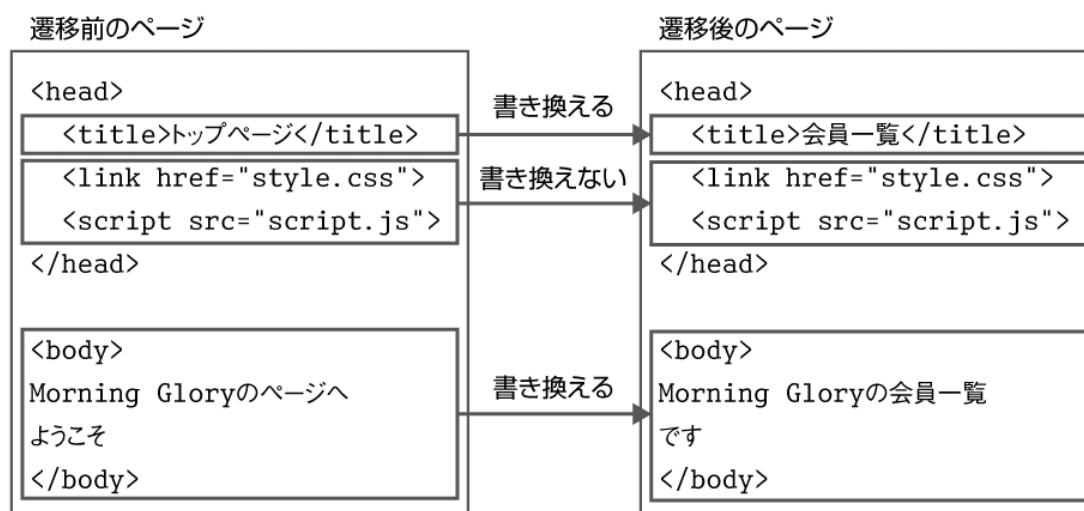 遷移前のページ
<head>
<title>トップページ</title>
<link href="style.css">
<script src="script.js">
</head>
<body>
Morning Gloryのページへ
ようこそ
</body>
書き換える
書き換えない
書き換える
遷移後のページ
<head>
<title>会員一覧</title>
<link href="style.css">
<script src="script.js">
</head>
<body>
Morning Gloryの会員一覧
です
</body>